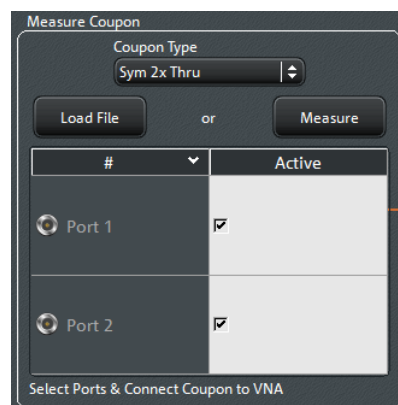 Measure Coupon
Coupon Type
Sym 2x Thru
Load File or Measure
# Active
Port 1
Port 2
Select Ports & Connect Coupon to VNA